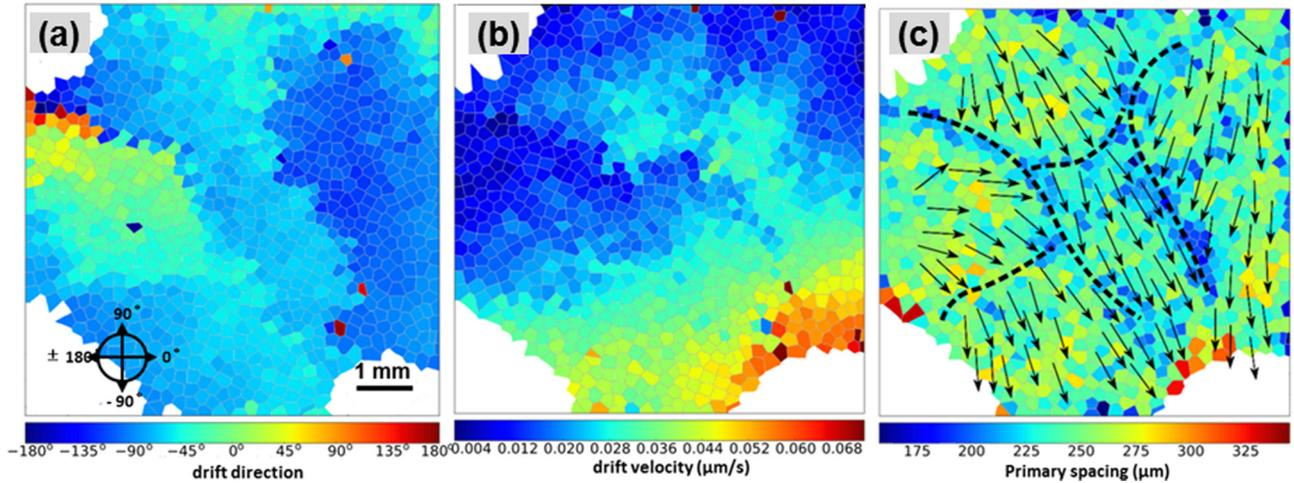 (a) (b) (c)
90°
± 180 0°
- 90°
1 mm
−180° −135° −90° −45° 0° 45° 90° 135° 180°
drift direction
0.004 0.012 0.020 0.028 0.036 0.044 0.052 0.060 0.068
drift velocity (μm/s)
175 200 225 250 275 300 325
Primary spacing (μm)